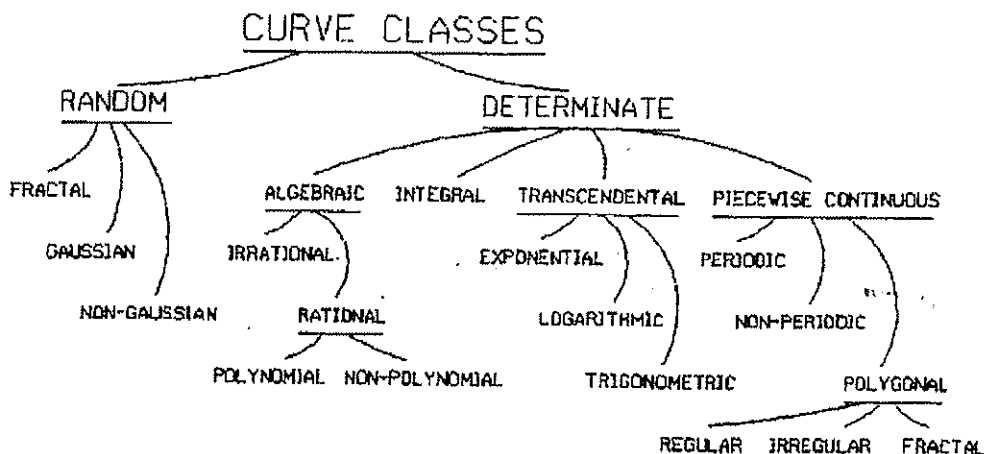 CURVE CLASSES
RANDOM DETERMINATE
FRACTAL ALGEBRAIC INTEGRAL TRANSCENDENTAL PIECEWISE CONTINUOUS
GAUSSIAN IRRATIONAL EXPONENTIAL PERIODIC
NON-GAUSSIAN RATIONAL LOGARITHMIC NON-PERIODIC
POLYNOMIAL NON-POLYNOMIAL TRIGONOMETRIC POLYGONAL
REGULAR IRREGULAR FRACTAL